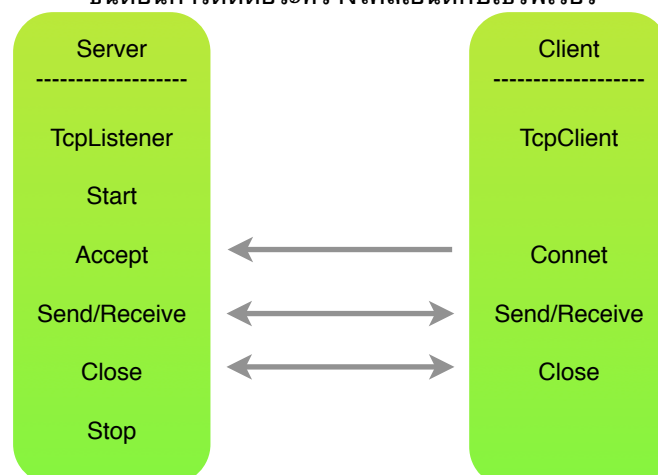 Server
-------------------
TcpListener
Start
Accept
Send/Receive
Close
Stop
Client
-------------------
TcpClient
Connet
Send/Receive
Close